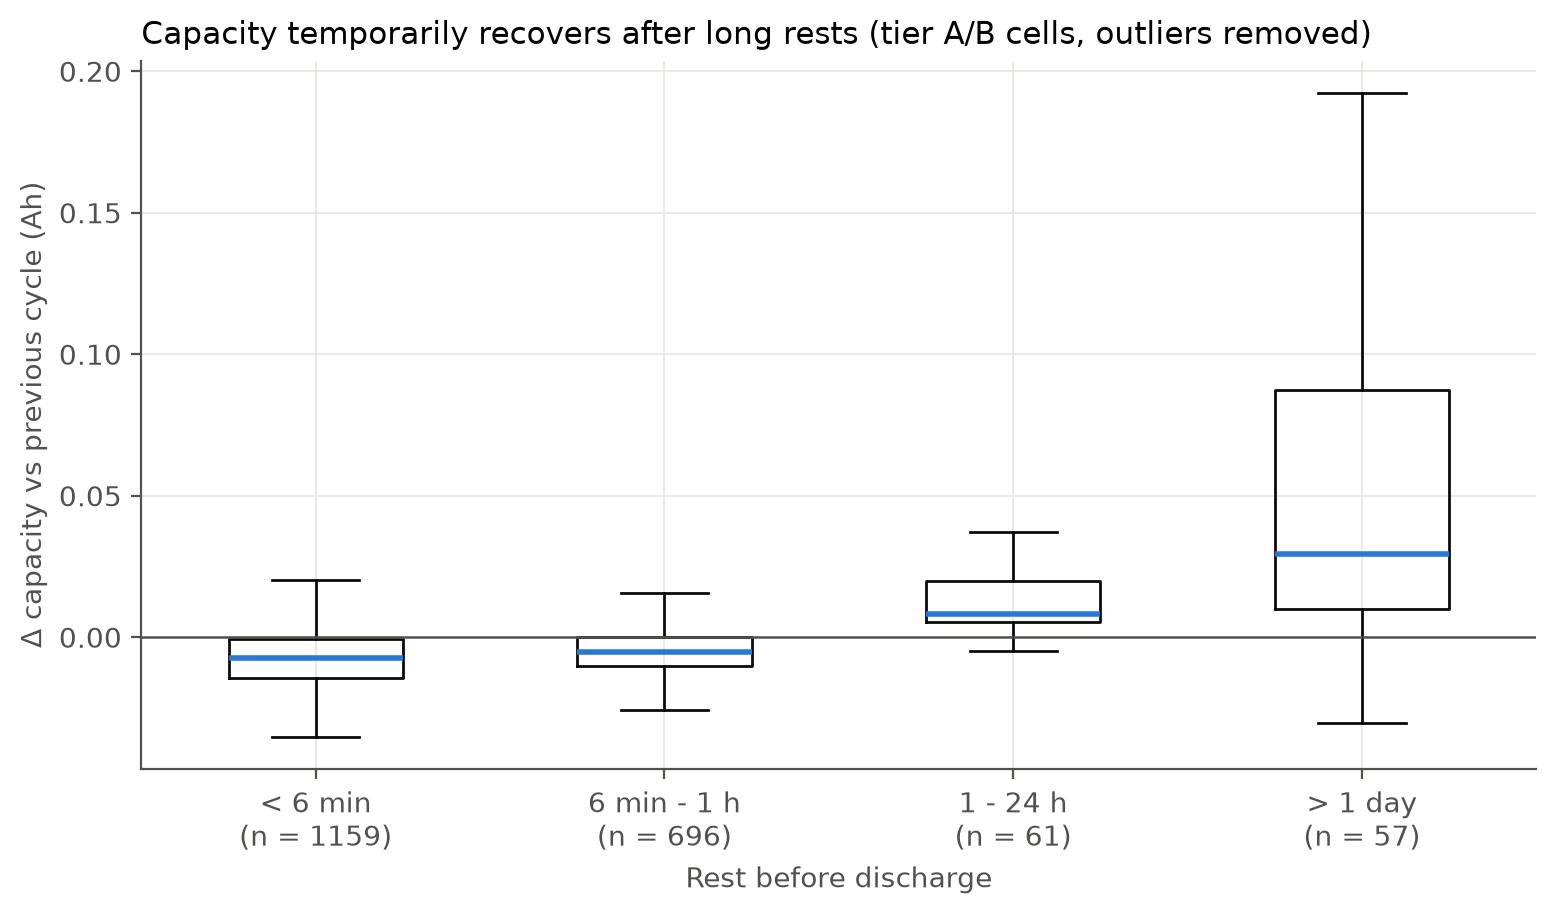 Capacity temporarily recovers after long rests (tier A/B cells, outliers removed)
Δ capacity vs previous cycle (Ah)
0.20
0.15
0.10
0.05
0.00
< 6 min
(n = 1159)
6 min - 1 h
(n = 696)
1 - 24 h
(n = 61)
> 1 day
(n = 57)
Rest before discharge